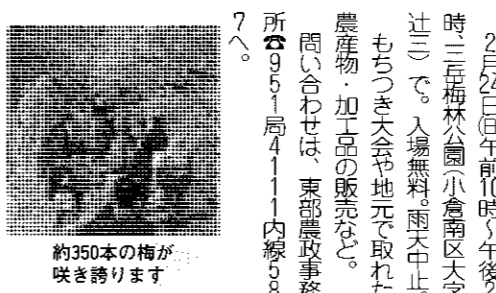 ２月24日㈰午前10時～午後２
時、三岳梅林公園（小倉南区大字
辻三）で。入場無料。雨天中止。
もちつき大会や地元で取れた
農産物・加工品の販売など。
問い合わせは、東部農政事務
所☎９５１局４１１１内線５８
７へ。
約350本の梅が
咲き誇ります